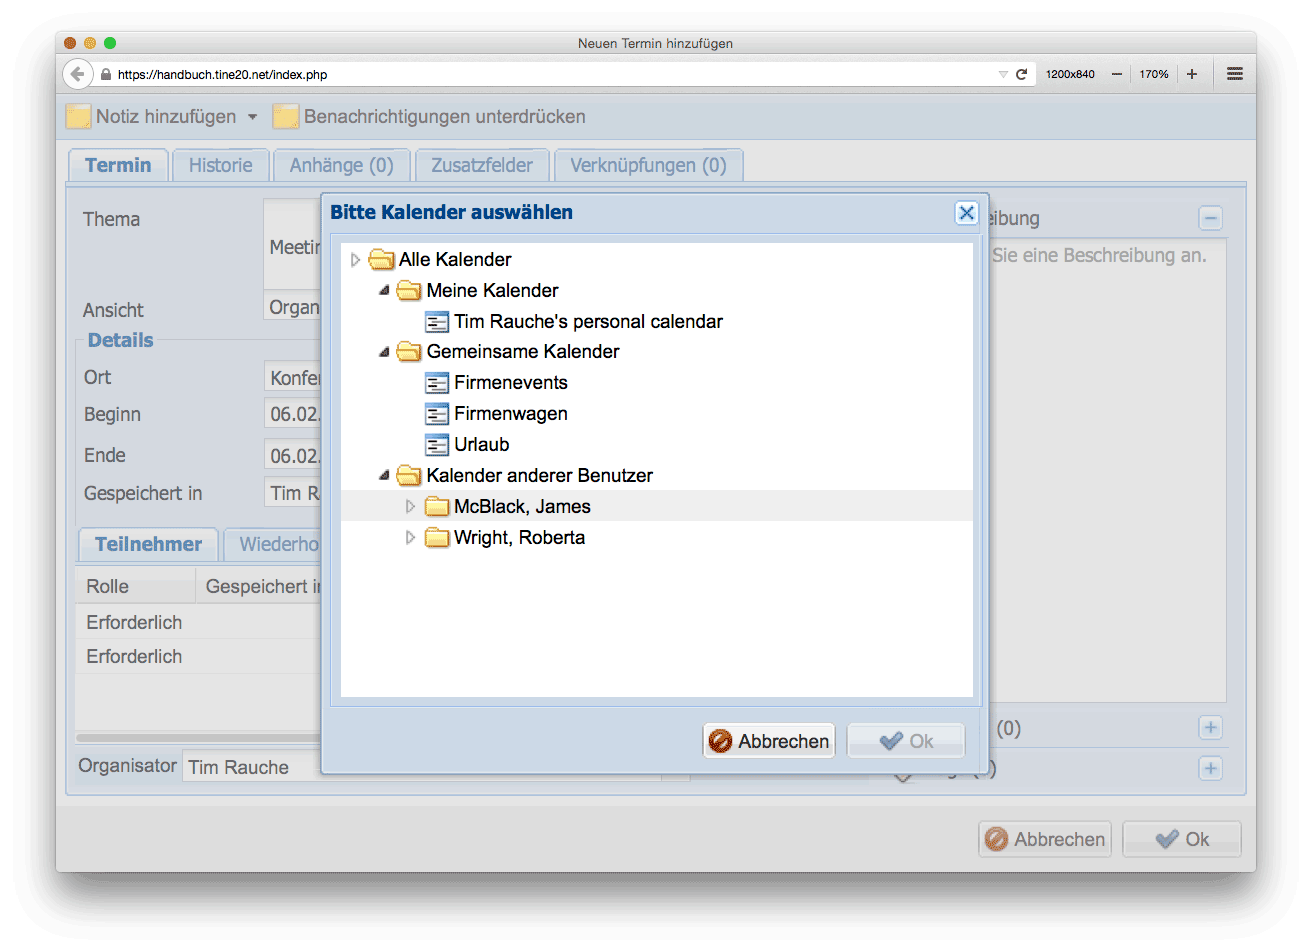 Neuen Termin hinzufügen
https://handbuch.tine20.net/index.php
1200x840
170%
Notiz hinzufügen
Benachrichtigungen unterdrücken
Termin
Historie
Anhänge (0)
Zusatzfelder
Verknüpfungen (0)
Bitte Kalender auswählen
Alle Kalender
Meine Kalender
Tim Rauche's personal calendar
Gemeinsame Kalender
Firmenevents
Firmenwagen
Urlaub
Kalender anderer Benutzer
McBlack, James
Wright, Roberta
Abbrechen
Ok
Thema
Meetin
Ansicht
Organ
Details
Ort
Konfe
Beginn
06.02.
Ende
06.02.
Gespeichert in
Tim R
Teilnehmer
Wiederho
Rolle
Gespeichert i
Erforderlich
Erforderlich
Organisator
Tim Rauche
ibung
Sie eine Beschreibung an.
(0)
Abbrechen
Ok